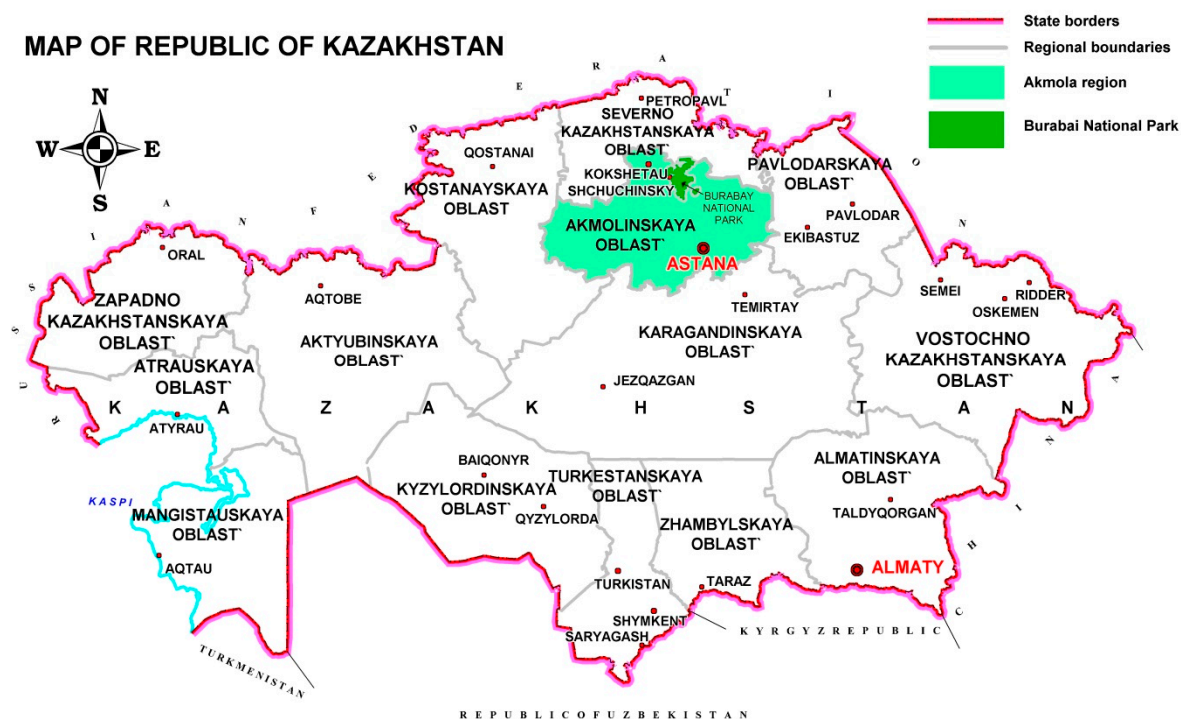 MAP OF REPUBLIC OF KAZAKHSTAN
State borders
Regional boundaries
Akmola region
Burabai National Park
N
W E
S
RUSSIAN FEDERATION
PETROPAVL
SEVERNO
KAZAKHSTANSKAYA
OBLAST`
QOSTANAI
KOSTANAYSKAYA
OBLAST
KOKSHETAU
SHCHUCHINSKY
BURABAY
NATIONAL
PARK
PAVLODARSKAYA
OBLAST`
PAVLODAR
EKIBASTUZ
AKMOLINSKAYA
OBLAST`
ASTANA
ORAL
ZAPADNO
KAZAKHSTANSKAYA
OBLAST`
AQTOBE
AKTYUBINSKAYA
OBLAST`
TEMIRTAY
KARAGANDINSKAYA
OBLAST`
JEZQAZGAN
SEMEI
RIDDER
OSKEMEN
VOSTOCHNO
KAZAKHSTANSKAYA
OBLAST`
ATRAUSKAYA
OBLAST`
K A Z A K H S T A N
ATYRAU
KASPI
MANGISTAUSKAYA
OBLAST`
AQTAU
BAIQONYR
KYZYLORDINSKAYA
OBLAST`
QYZYLORDA
TURKESTANSKAYA
OBLAST`
ZHAMBYLSKAYA
OBLAST`
ALMATINSKAYA
OBLAST`
TALDYQORGAN
ALMATY
TURKISTAN
TARAZ
SHYMKENT
SARYAGASH
CHINA
KYRGYZREPUBLIC
TURKMENISTAN
REPUBLICOFUZBEKISTAN